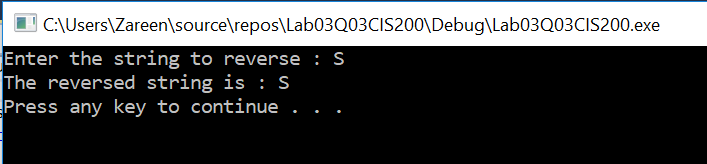 C:\Users\Zareen\source\repos\Lab03Q03CIS200\Debug\Lab03Q03CIS200.exe
Enter the string to reverse : S
The reversed string is : S
Press any key to continue . . .